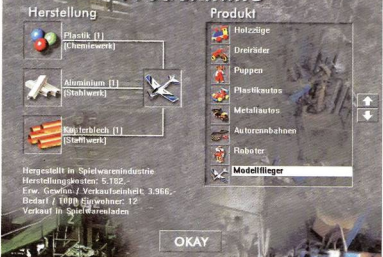 Herstellung
Produkt
Plastik (1)
(Chemiewerk)
Aluminium (1)
(Stahlwerk)
Kupferblech (1)
(Stahlwerk)
Holzzüge
Dreiräder
Puppen
Plastikautos
Metallautos
Autorennbahnen
Roboter
Modellflieger
Hergestellt in Spielwarenindustrie
Herstellungskosten: 5.182,-
Erw. Gewinn / Verkaufseinheit: 3.966,-
Bedarf / 1000 Einwohner: 12
Verkauf in Spielwarenladen
OKAY